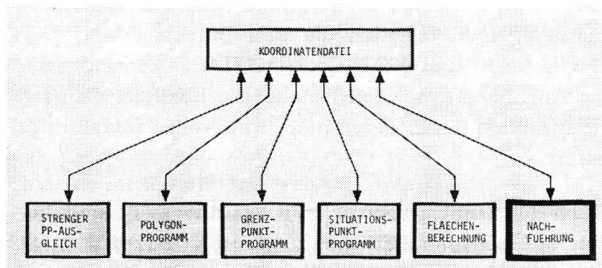 KOORDINATENDATEI
STRENGER
PP-AUS-
GLEICH
POLYGON-
PROGRAMM
GRENZ-
PUNKT-
PROGRAMM
SITUATIONS-
PUNKT-
PROGRAMM
FLAECHEN-
BERECHNUNG
NACH-
FUEHRUNG